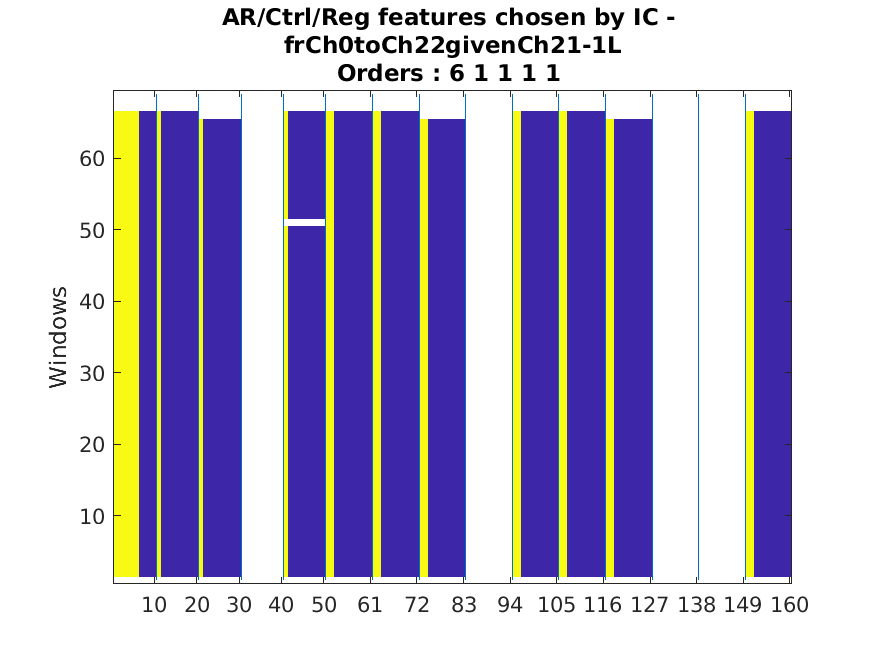 AR/Ctrl/Reg features chosen by IC -
frCh0toCh22givenCh21-1L
Orders : 6 1 1 1 1
Windows
60
50
40
30
20
10
10 20 30 40 50 61 72 83 94 105 116 127 138 149 160